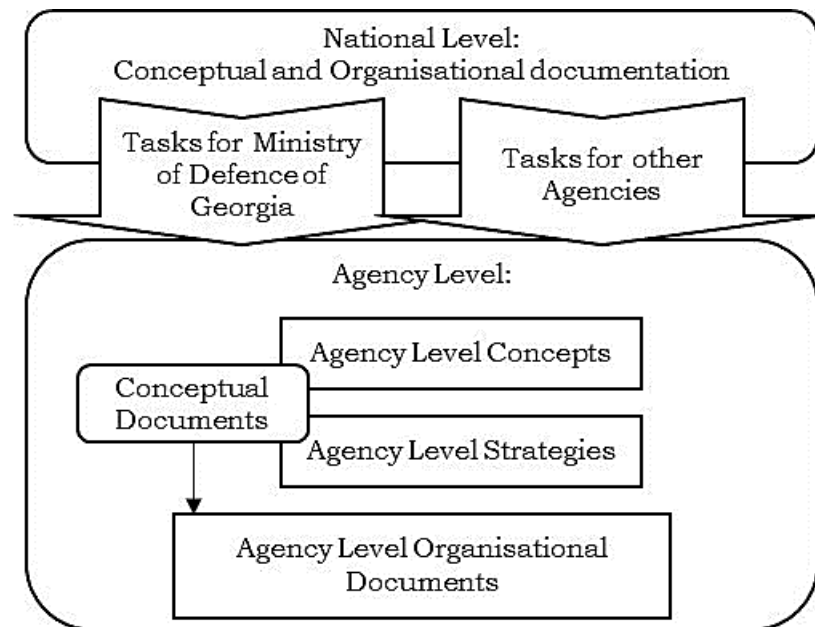 National Level:
Conceptual and Organisational documentation
Tasks for Ministry
of Defence of
Georgia
Tasks for other
Agencies
Agency Level:
Agency Level Concepts
Conceptual
Documents
Agency Level Strategies
Agency Level Organisational
Documents